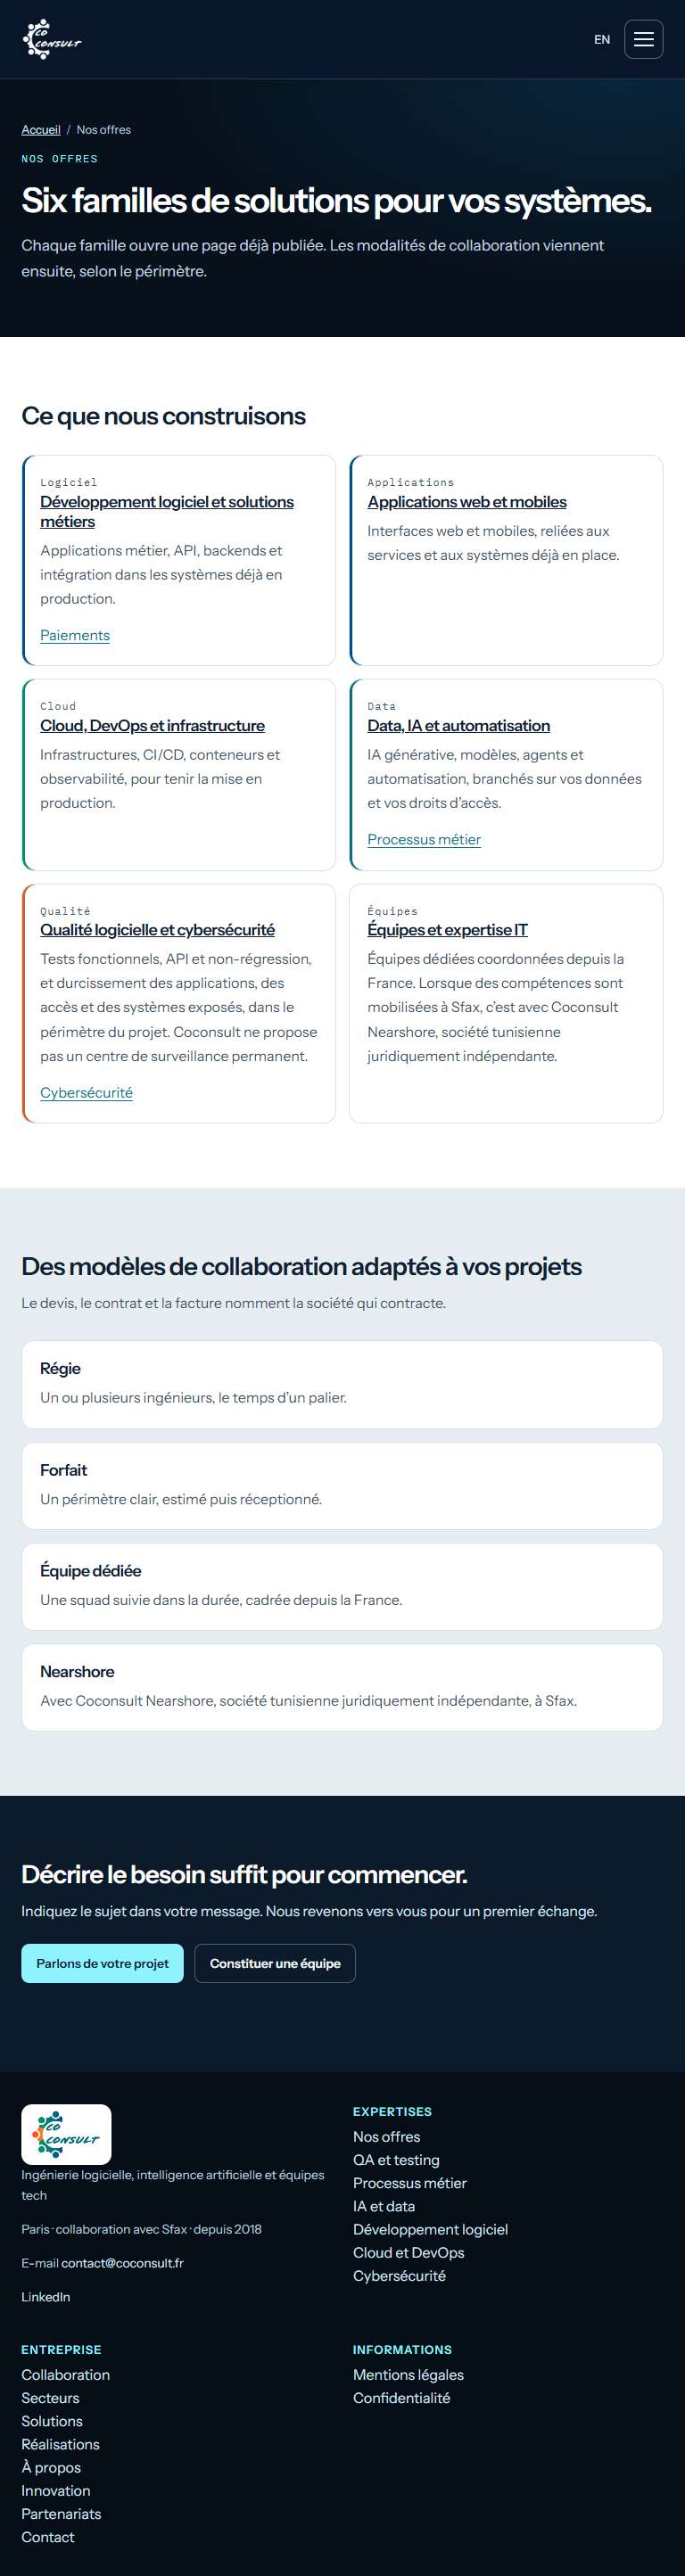 CO
CONSULT
EN
Accueil / Nos offres
NOS OFFRES
Six familles de solutions pour vos systèmes.
Chaque famille ouvre une page déjà publiée. Les modalités de collaboration viennent
ensuite, selon le périmètre.
Ce que nous construisons
Logiciel
Développement logiciel et solutions
métiers
Applications métier, API, backends et
intégration dans les systèmes déjà en
production.
Paiements
Applications
Applications web et mobiles
Interfaces web et mobiles, reliées aux
services et aux systèmes déjà en place.
Cloud
Cloud, DevOps et infrastructure
Infrastructures, CI/CD, conteneurs et
observabilité, pour tenir la mise en
production.
Data
Data, IA et automatisation
IA générative, modèles, agents et
automatisation, branchés sur vos données
et vos droits d’accès.
Processus métier
Qualité
Qualité logicielle et cybersécurité
Tests fonctionnels, API et non-régression,
et durcissement des applications, des
accès et des systèmes exposés, dans le
périmètre du projet. Coconsult ne propose
pas un centre de surveillance permanent.
Cybersécurité
Équipes
Équipes et expertise IT
Équipes dédiées coordonnées depuis la
France. Lorsque des compétences sont
mobilisées à Sfax, c’est avec Coconsult
Nearshore, société tunisienne
juridiquement indépendante.
Des modèles de collaboration adaptés à vos projets
Le devis, le contrat et la facture nomment la société qui contracte.
Régie
Un ou plusieurs ingénieurs, le temps d’un palier.
Forfait
Un périmètre clair, estimé puis réceptionné.
Équipe dédiée
Une squad suivie dans la durée, cadrée depuis la France.
Nearshore
Avec Coconsult Nearshore, société tunisienne juridiquement indépendante, à Sfax.
Décrire le besoin suffit pour commencer.
Indiquez le sujet dans votre message. Nous revenons vers vous pour un premier échange.
Parlons de votre projet
Constituer une équipe
CO
CONSULT
Ingénierie logicielle, intelligence artificielle et équipes
tech
Paris · collaboration avec Sfax · depuis 2018
E-mail contact@coconsult.fr
LinkedIn
EXPERTISES
Nos offres
QA et testing
Processus métier
IA et data
Développement logiciel
Cloud et DevOps
Cybersécurité
ENTREPRISE
Collaboration
Secteurs
Solutions
Réalisations
À propos
Innovation
Partenariats
Contact
INFORMATIONS
Mentions légales
Confidentialité